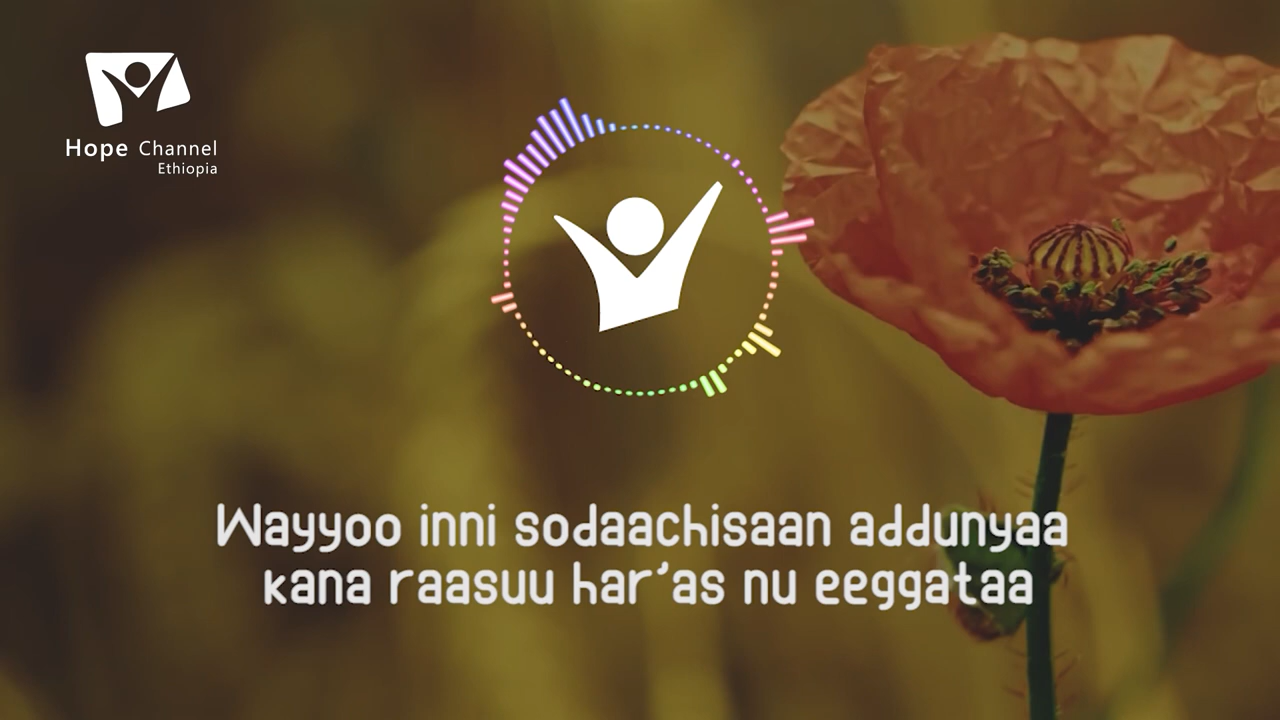 Hope Channel
Ethiopia
Wayyoo inni sodaachisaan addunyaa
kana raasuu har'as nu eeggataa